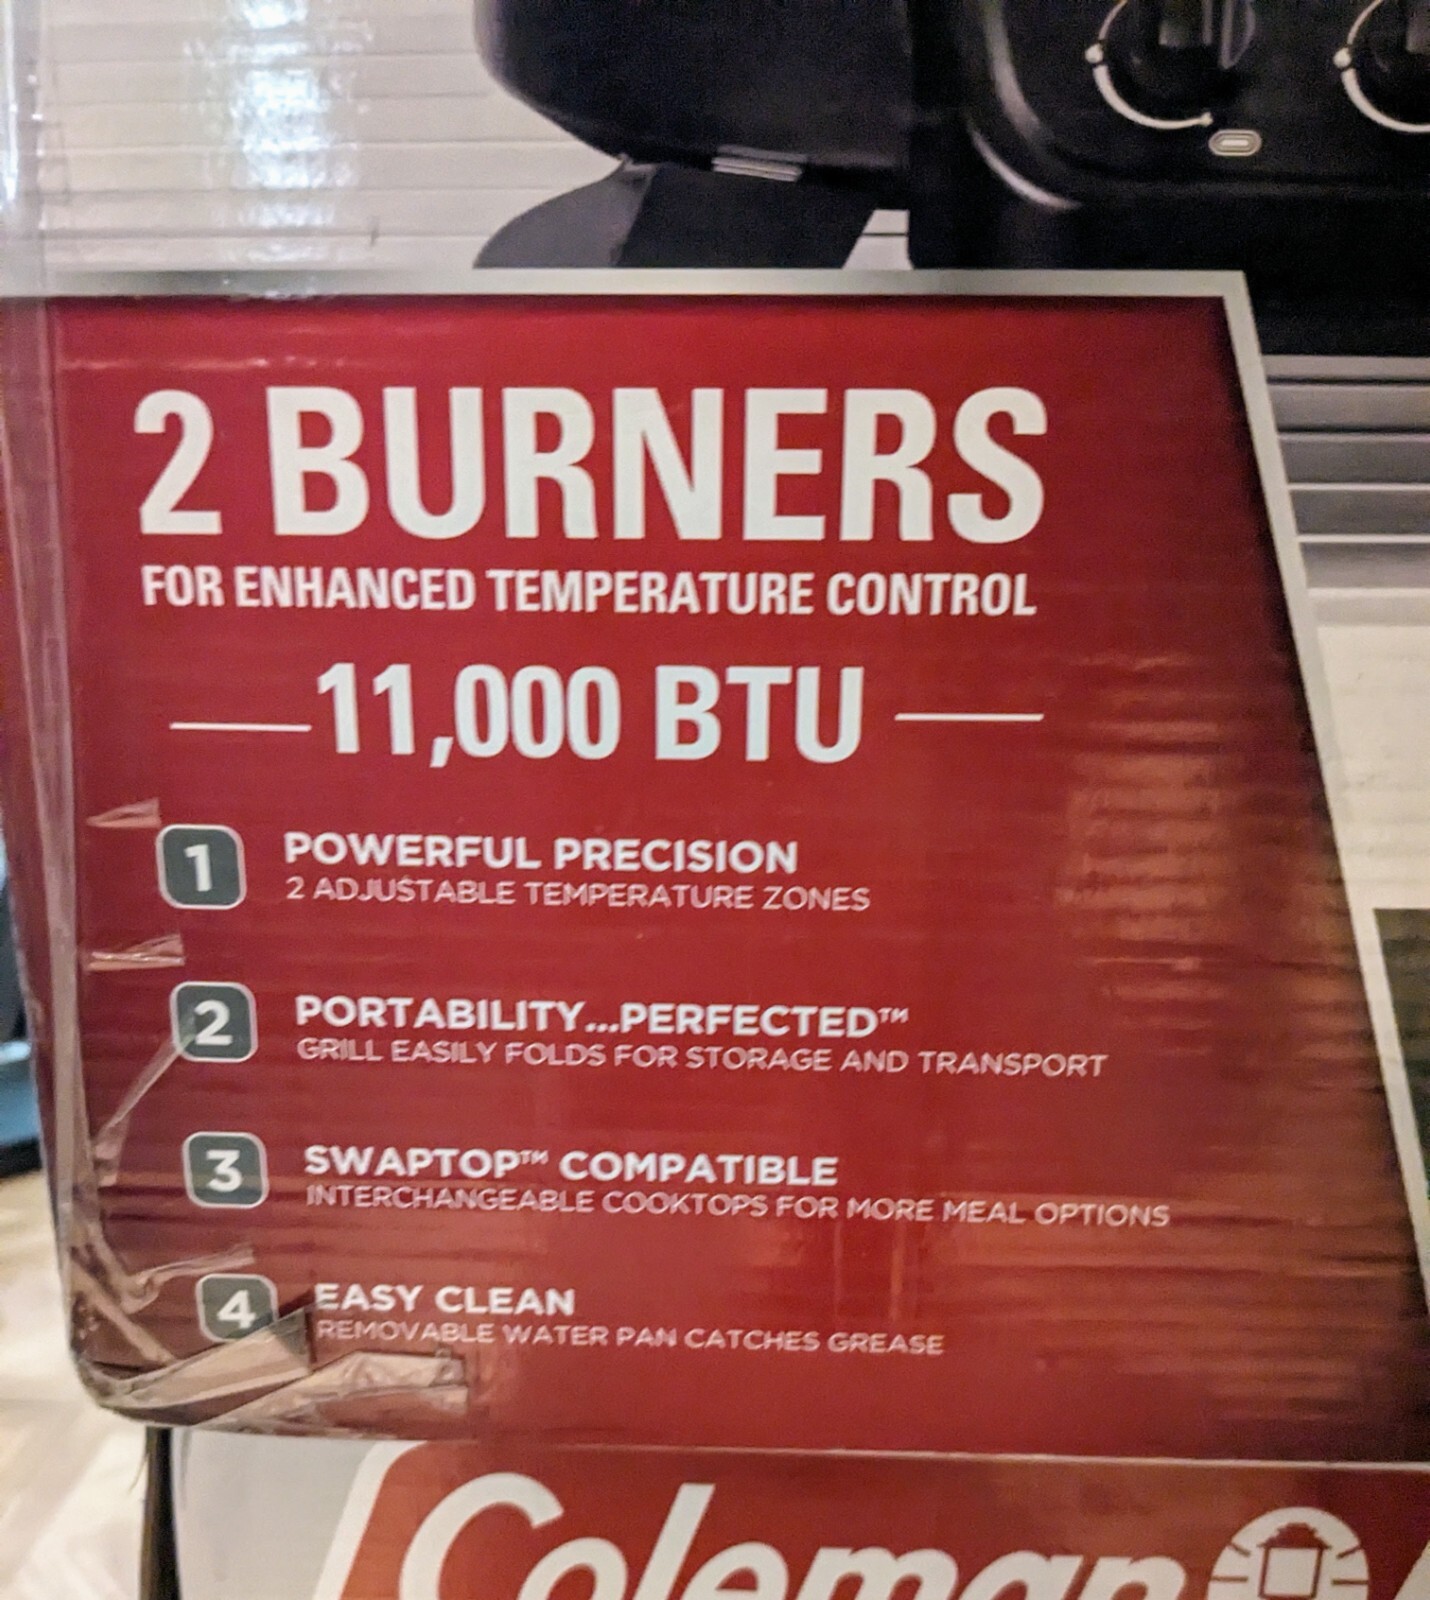 2 BURNERS
FOR ENHANCED TEMPERATURE CONTROL
11,000 BTU
1 POWERFUL PRECISION
2 ADJUSTABLE TEMPERATURE ZONES
2 PORTABILITY...PERFECTED™
GRILL EASILY FOLDS FOR STORAGE AND TRANSPORT
3 SWAPTOP™ COMPATIBLE
INTERCHANGEABLE COOKTOPS FOR MORE MEAL OPTIONS
4 EASY CLEAN
REMOVABLE WATER PAN CATCHES GREASE
Coleman